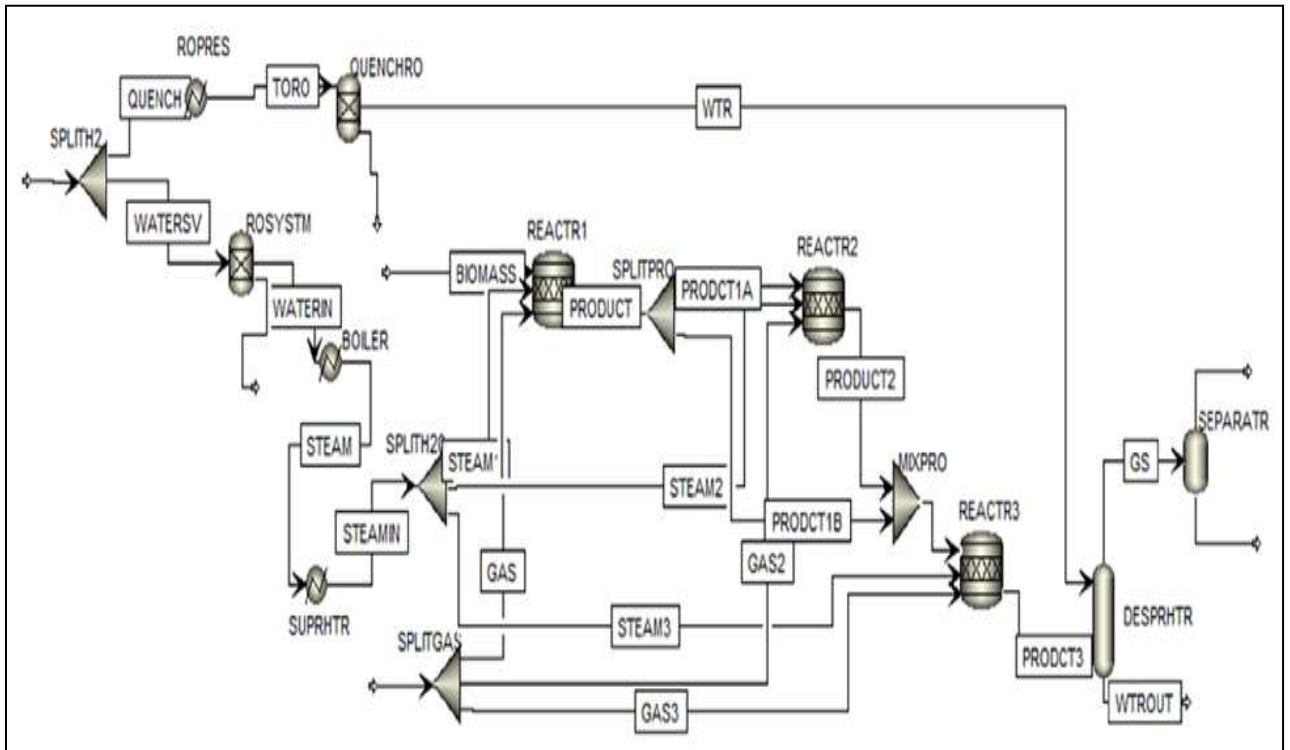 ROPRES
QUENCH
TORO
QUENCHRO
WTR
SPLITH2
WATERSV
ROSYSTM
REACTR1
REACTR2
BIOMASS
SPLITPRO
PRODCT1A
PRODUCT
WATERIN
BOILER
PRODUCT2
STEAM
SPLITH2O
STEAM1
SEPARATR
GS
MIXPRO
STEAM2
STEAMIN
PRODCT1B
REACTR3
GAS
GAS2
SUPRHTR
STEAM3
DESPRHTR
SPLITGAS
PRODCT3
GAS3
WTROUT